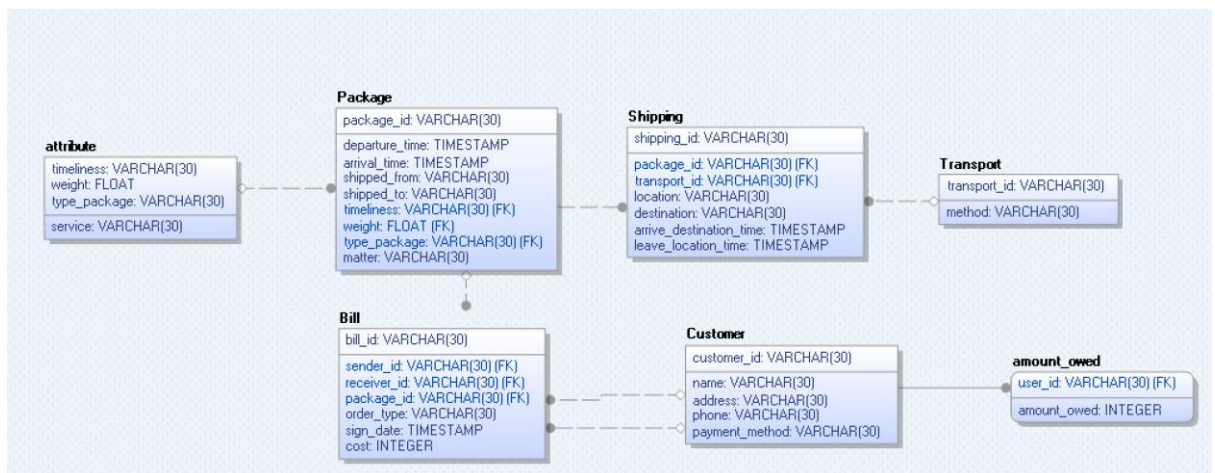 Package
package_id: VARCHAR(30)
departure_time: TIMESTAMP
arrival_time: TIMESTAMP
shipped_from: VARCHAR(30)
shipped_to: VARCHAR(30)
timeliness: VARCHAR(30) (FK)
weight: FLOAT (FK)
type_package: VARCHAR(30) (FK)
matter: VARCHAR(30)
attribute
timeliness: VARCHAR(30)
weight: FLOAT
type_package: VARCHAR(30)
service: VARCHAR(30)
Shipping
shipping_id: VARCHAR(30)
package_id: VARCHAR(30) (FK)
transport_id: VARCHAR(30) (FK)
location: VARCHAR(30)
destination: VARCHAR(30)
arrive_destination_time: TIMESTAMP
leave_location_time: TIMESTAMP
Transport
transport_id: VARCHAR(30)
method: VARCHAR(30)
Bill
bill_id: VARCHAR(30)
sender_id: VARCHAR(30) (FK)
receiver_id: VARCHAR(30) (FK)
package_id: VARCHAR(30) (FK)
order_type: VARCHAR(30)
sign_date: TIMESTAMP
cost: INTEGER
Customer
customer_id: VARCHAR(30)
name: VARCHAR(30)
address: VARCHAR(30)
phone: VARCHAR(30)
payment_method: VARCHAR(30)
amount_owed
user_id: VARCHAR(30) (FK)
amount_owed: INTEGER